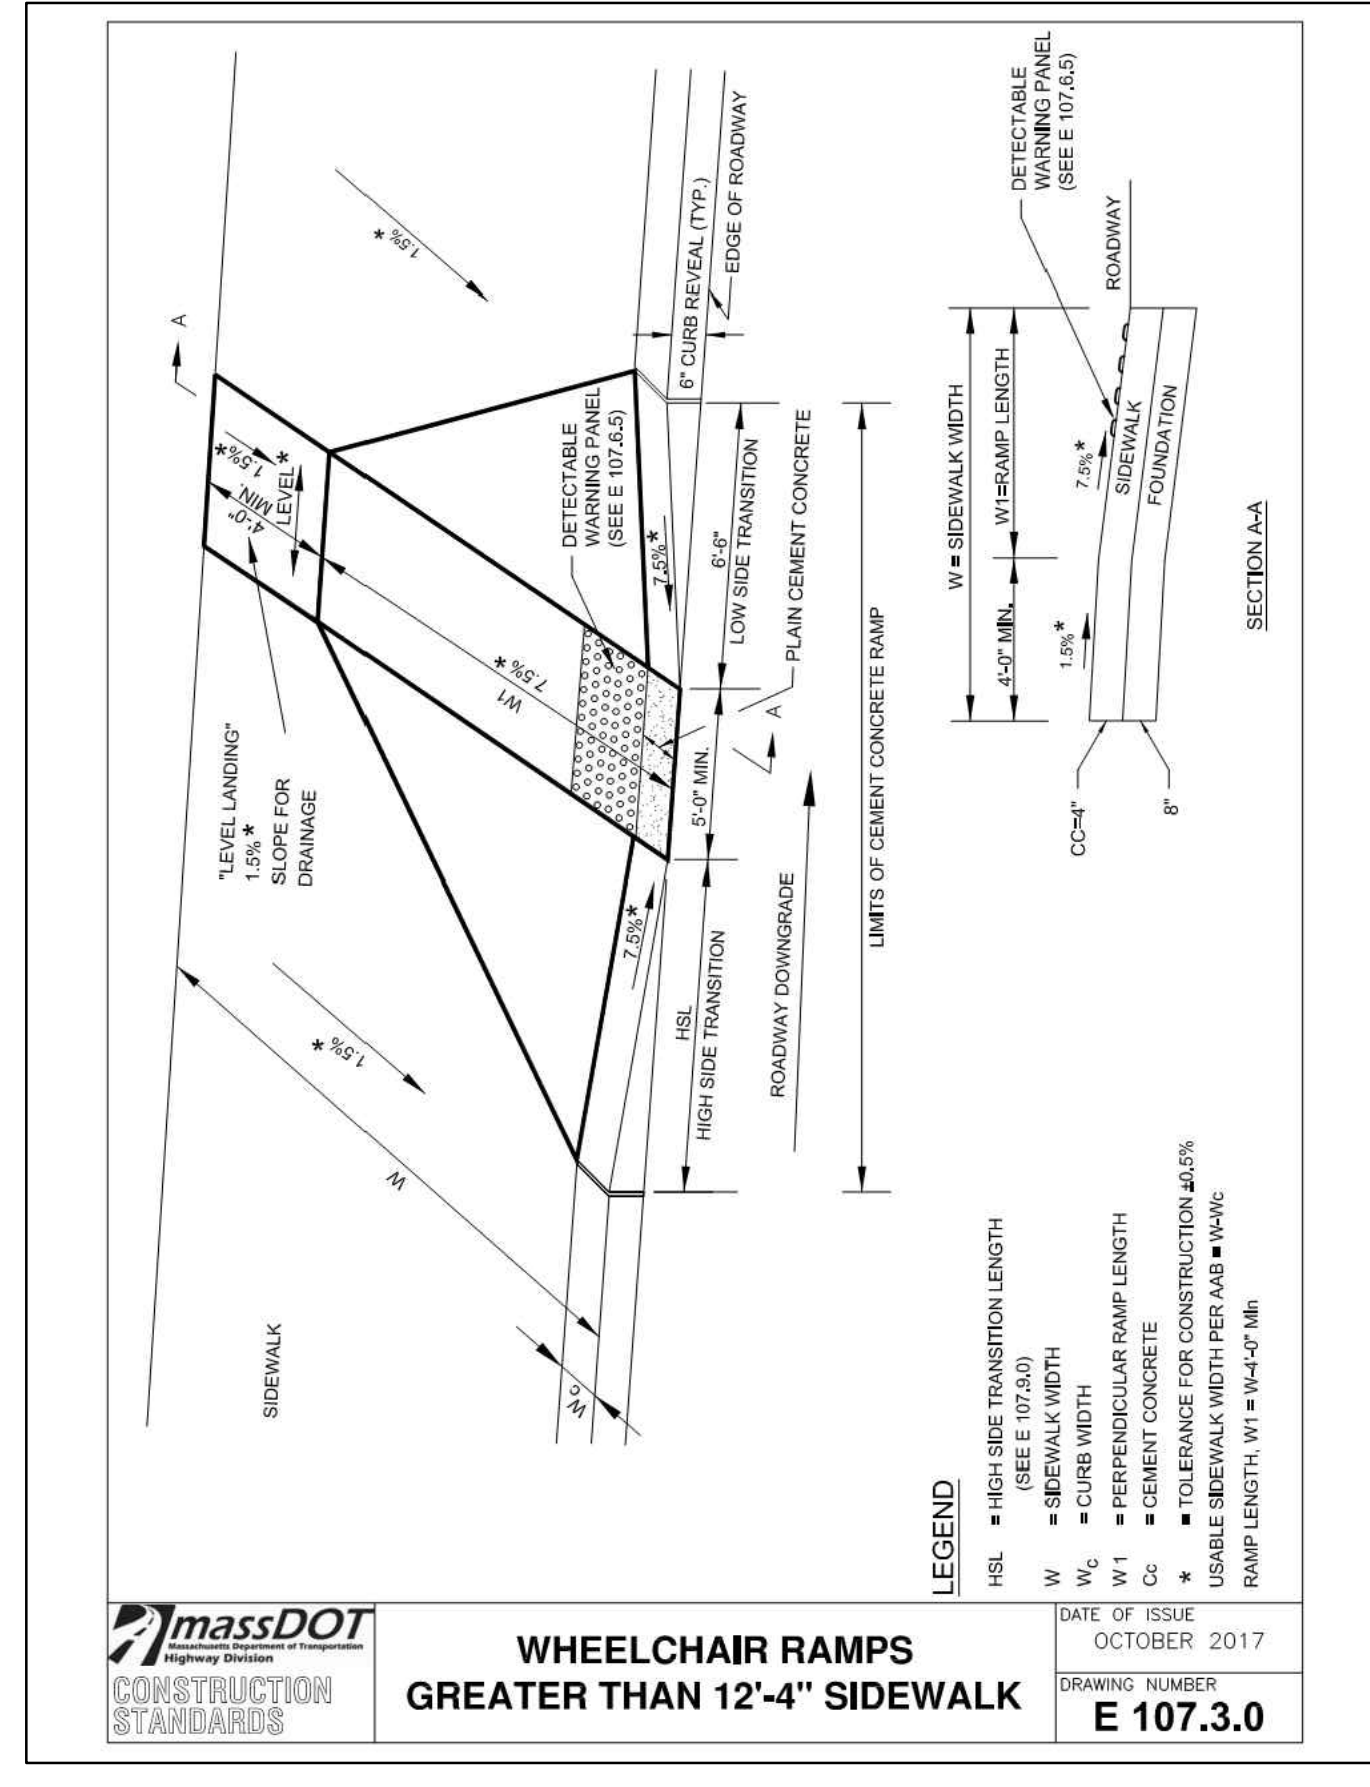 DETECTABLE
WARNING PANEL
(SEE E 107.6.5)
A
1.5% *
6" CURB REVEAL (TYP.)
EDGE OF ROADWAY
ROADWAY
1.5% *
4'-0"
MIN.
LEVEL *
DETECTABLE
WARNING PANEL
(SEE E 107.6.5)
W = SIDEWALK WIDTH
W1=RAMP LENGTH
4'-0" MIN.
7.5% *
1.5% *
SIDEWALK
FOUNDATION
SECTION A-A
CC=4"
8"
7.5% *
W1
7.5% *
6'-6"
LOW SIDE TRANSITION
PLAIN CEMENT CONCRETE
A
5'-0" MIN.
"LEVEL LANDING"
1.5% *
SLOPE FOR
DRAINAGE
LIMITS OF CEMENT CONCRETE RAMP
7.5% *
HSL
HIGH SIDE TRANSITION
ROADWAY DOWNGRADE
1.5% *
W
SIDEWALK
Wc
LEGEND
HSL = HIGH SIDE TRANSITION LENGTH
(SEE E 107.9.0)
W = SIDEWALK WIDTH
Wc = CURB WIDTH
W1 = PERPENDICULAR RAMP LENGTH
Cc = CEMENT CONCRETE
* = TOLERANCE FOR CONSTRUCTION ±0.5%
USABLE SIDEWALK WIDTH PER AAB = W-Wc
RAMP LENGTH, W1 = W-4'-0" Min
massDOT
Massachusetts Department of Transportation
Highway Division
CONSTRUCTION
STANDARDS
WHEELCHAIR RAMPS
GREATER THAN 12'-4" SIDEWALK
DATE OF ISSUE
OCTOBER 2017
DRAWING NUMBER
E 107.3.0